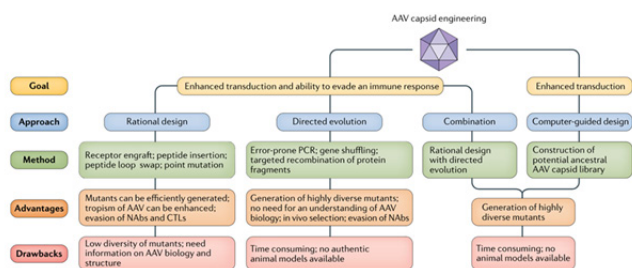 AAV capsid engineering
Goal
Enhanced transduction and ability to evade an immune response
Enhanced transduction
Approach
Rational design
Directed evolution
Combination
Computer-guided design
Method
Receptor engraft; peptide insertion;
peptide loop swap; point mutation
Error-prone PCR; gene shuffling;
targeted recombination of protein
fragments
Rational design
with directed
evolution
Construction of
potential ancestral
AAV capsid library
Advantages
Mutants can be efficiently generated;
tropism of AAV can be enhanced;
evasion of NAbs and CTLs
Generation of highly diverse mutants;
no need for an understanding of AAV
biology; in vivo selection; evasion of NAbs
Generation of highly
diverse mutants
Drawbacks
Low diversity of mutants; need
information on AAV biology and
structure
Time consuming; no authentic
animal models available
Time consuming; no
animal models available